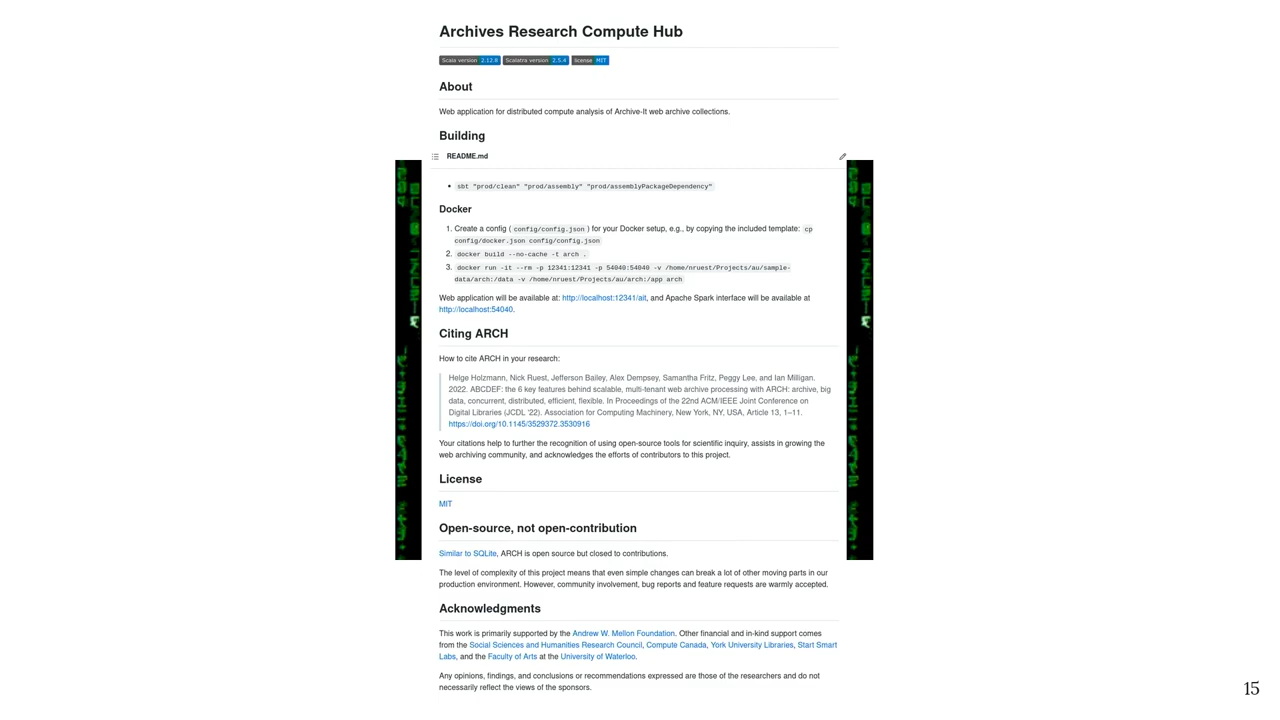 Archives Research Compute Hub
Scala version 2.12.8 Scalatra version 2.5.4 license MIT
About
Web application for distributed compute analysis of Archive-It web archive collections.
Building
README.md
• sbt "prod/clean" "prod/assembly" "prod/assemblyPackageDependency"
Docker
1. Create a config ( config/config.json ) for your Docker setup, e.g., by copying the included template: cp
config/docker.json config/config.json
2. docker build --no-cache -t arch .
3. docker run -it --rm -p 12341:12341 -p 54040:54040 -v /home/nruest/Projects/au/sample-
data/arch:/data -v /home/nruest/Projects/au/arch:/app arch
Web application will be available at: http://localhost:12341/ait, and Apache Spark interface will be available at
http://localhost:54040.
Citing ARCH
How to cite ARCH in your research:
Helge Holzmann, Nick Ruest, Jefferson Bailey, Alex Dempsey, Samantha Fritz, Peggy Lee, and Ian Milligan.
2022. ABCDEF: the 6 key features behind scalable, multi-tenant web archive processing with ARCH: archive, big
data, concurrent, distributed, efficient, flexible. In Proceedings of the 22nd ACM/IEEE Joint Conference on
Digital Libraries (JCDL '22). Association for Computing Machinery, New York, NY, USA, Article 13, 1–11.
https://doi.org/10.1145/3529372.3530916
Your citations help to further the recognition of using open-source tools for scientific inquiry, assists in growing the
web archiving community, and acknowledges the efforts of contributors to this project.
License
MIT
Open-source, not open-contribution
Similar to SQLite, ARCH is open source but closed to contributions.
The level of complexity of this project means that even simple changes can break a lot of other moving parts in our
production environment. However, community involvement, bug reports and feature requests are warmly accepted.
Acknowledgments
This work is primarily supported by the Andrew W. Mellon Foundation. Other financial and in-kind support comes
from the Social Sciences and Humanities Research Council, Compute Canada, York University Libraries, Start Smart
Labs, and the Faculty of Arts at the University of Waterloo.
Any opinions, findings, and conclusions or recommendations expressed are those of the researchers and do not
necessarily reflect the views of the sponsors.
15